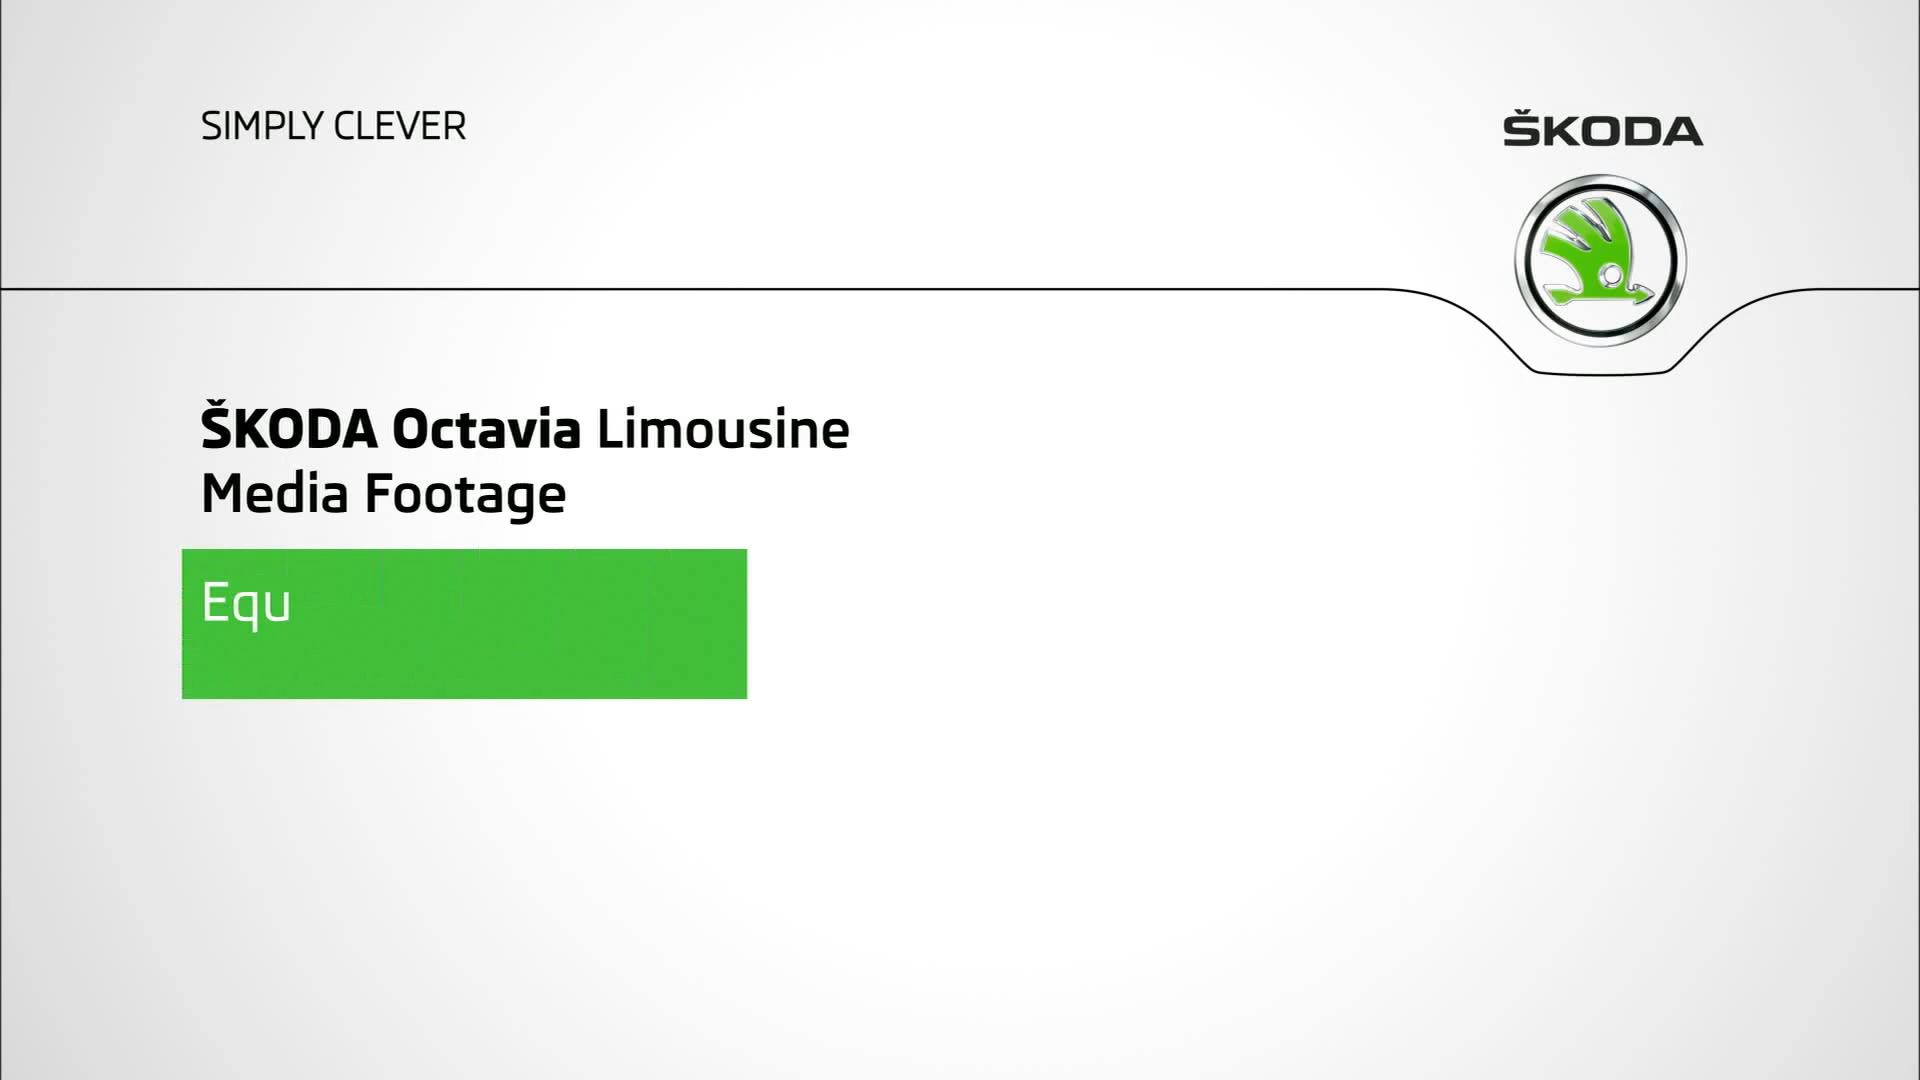 SIMPLY CLEVER
ŠKODA
ŠKODA Octavia Limousine
Media Footage
Equ